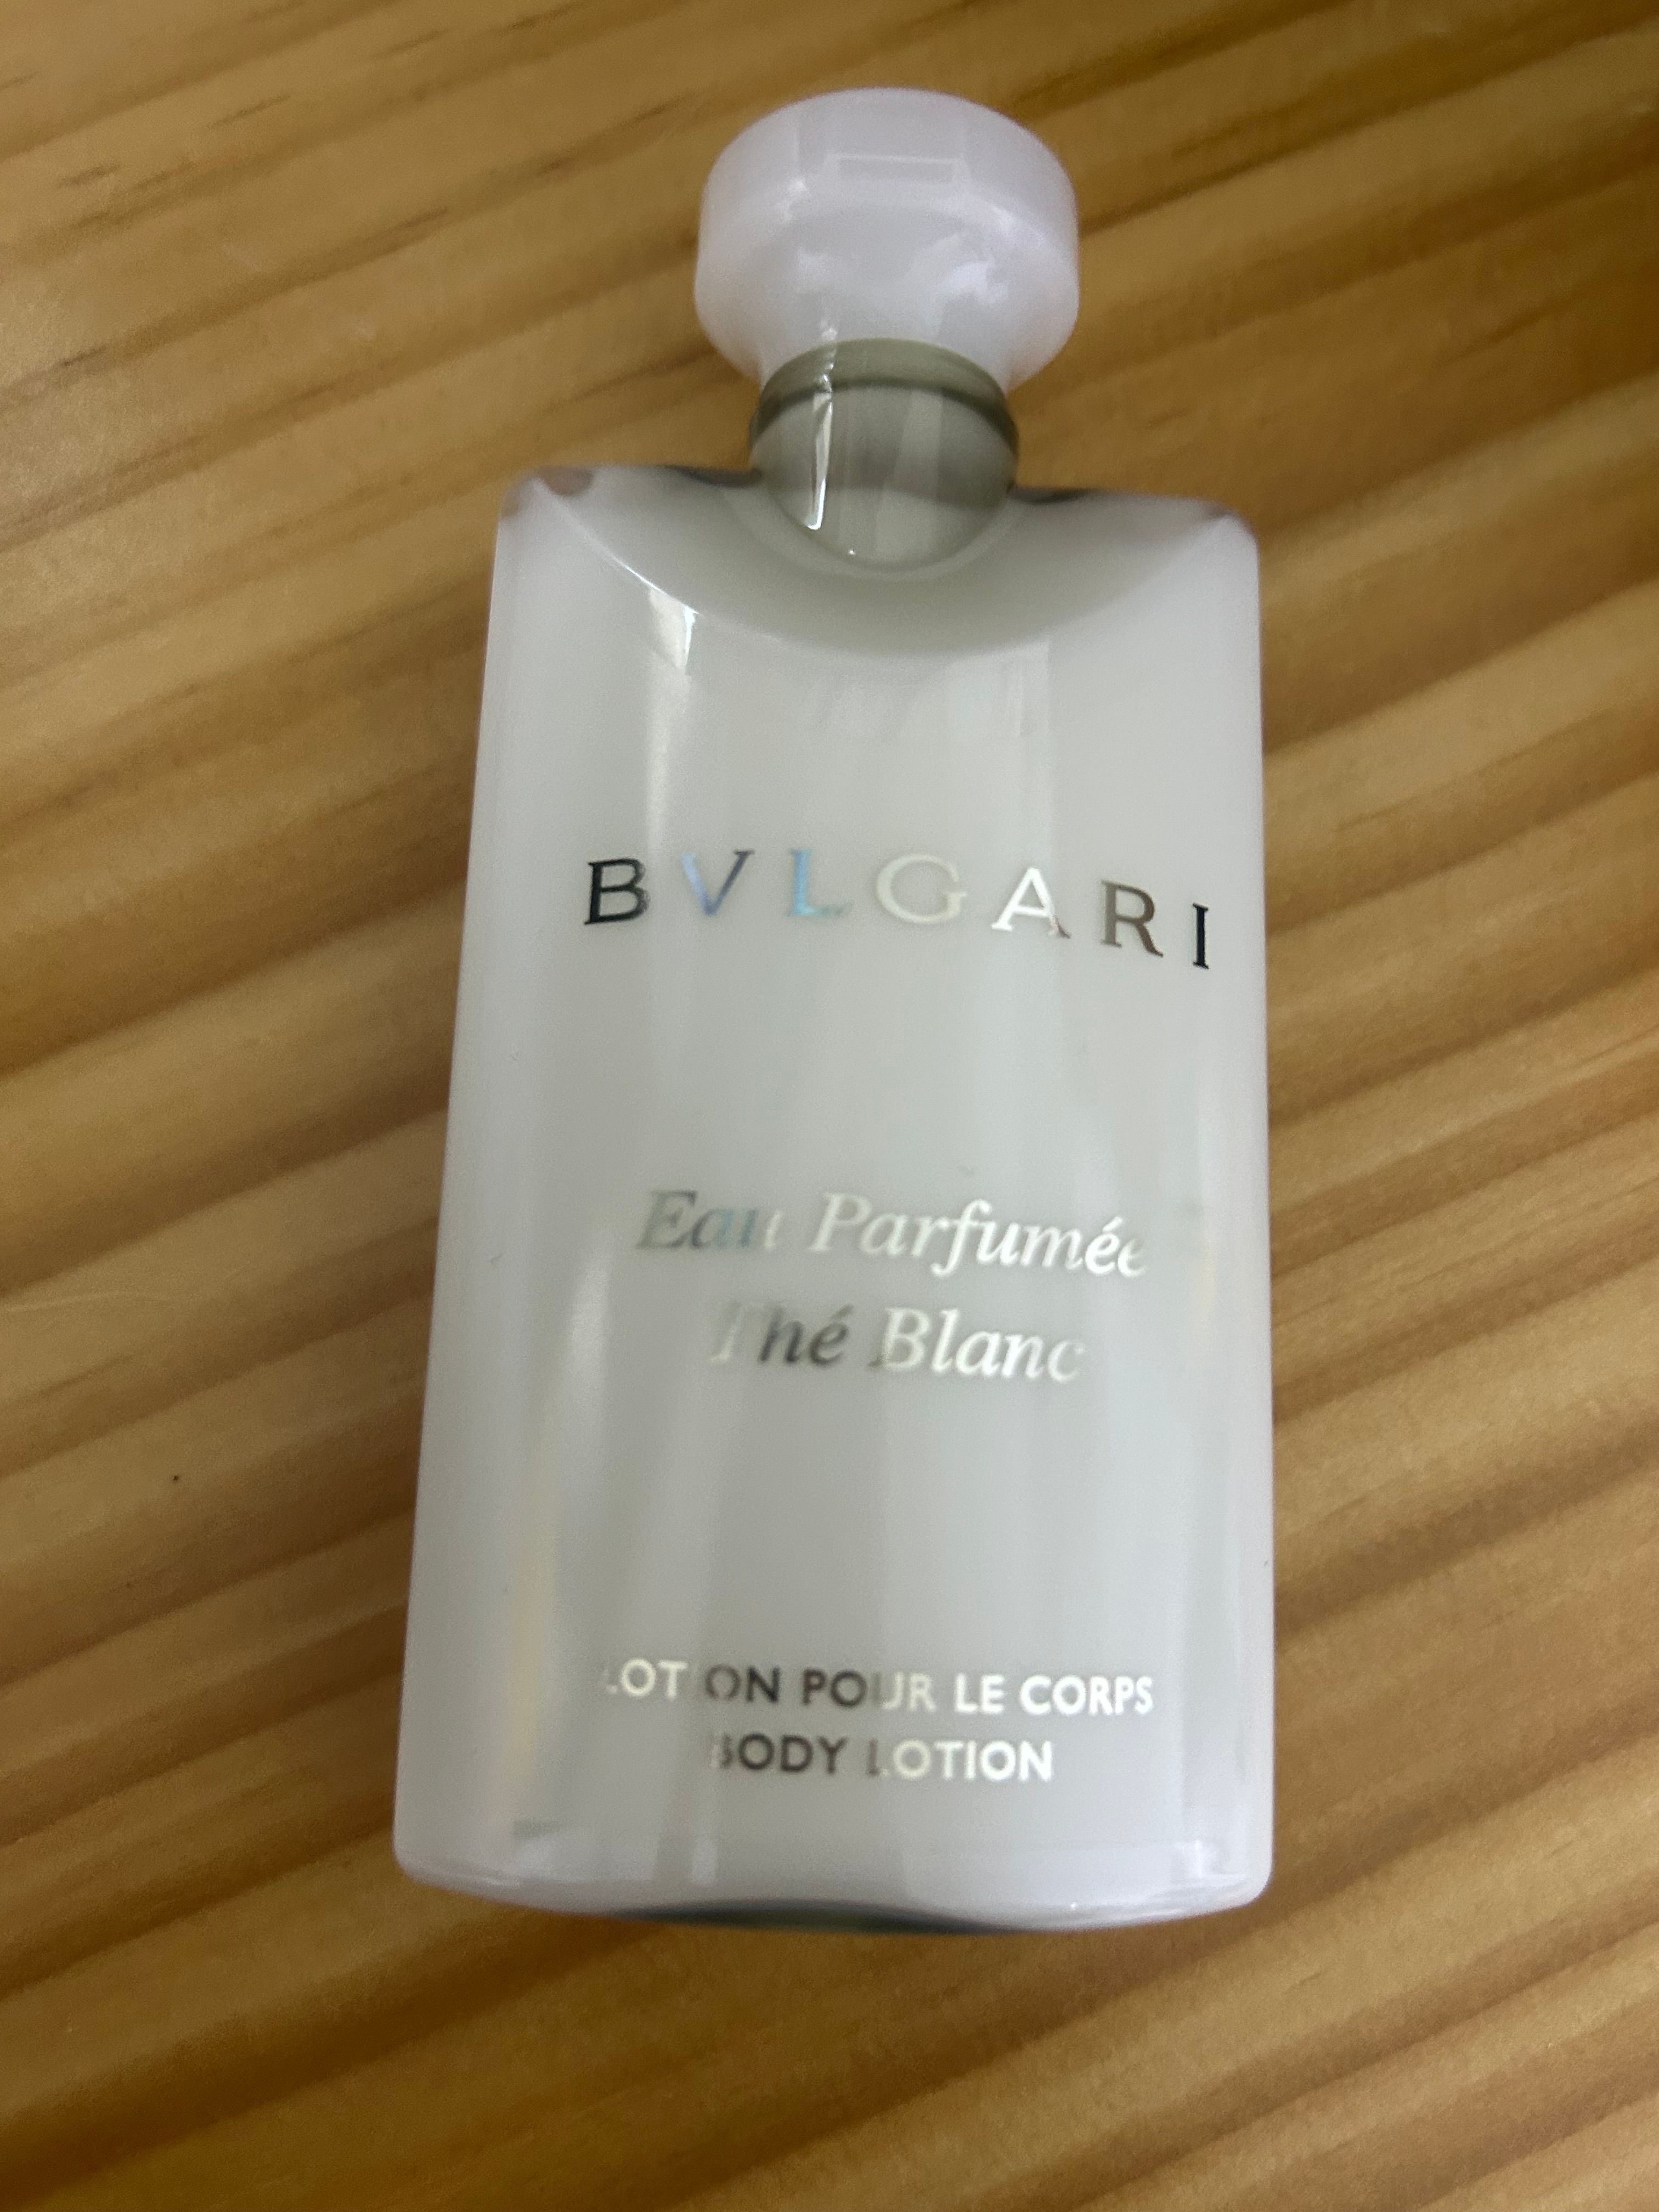 BVLGARI
Eau Parfumée
Thé Blanc
LOTION POUR LE CORPS
BODY LOTION